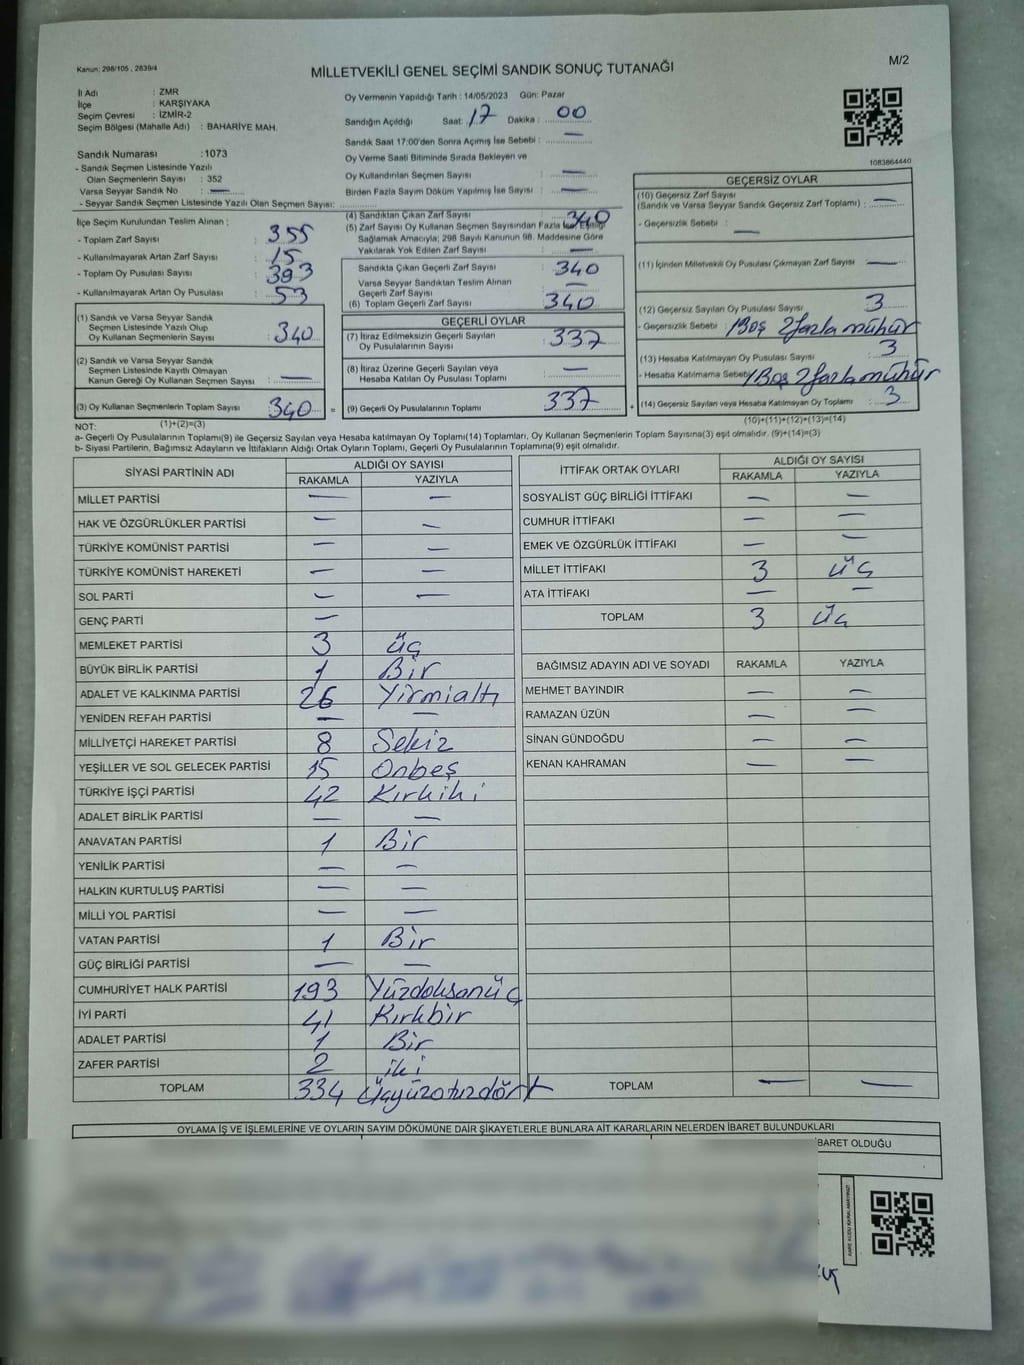 Kanun: 298/105, 2839/4
MİLLETVEKİLİ GENEL SEÇİMİ SANDIK SONUÇ TUTANAĞI
M/2
İl Adı : ZMR
İlçe : KARŞIYAKA
Seçim Çevresi : İZMİR-2
Seçim Bölgesi (Mahalle Adı) : BAHARİYE MAH.
Oy Vermenin Yapıldığı Tarih : 14/05/2023 Gün: Pazar
Sandığın Açıldığı Saat: 17 Dakika : 00
Sandık Saat 17:00'den Sonra Açılmış İse Sebebi : —
Oy Verme Saati Bitiminde Sırada Bekleyen ve
Oy Kullandırılan Seçmen Sayısı : —
Birden Fazla Sayım Döküm Yapılmış İse Sayısı : —
1083864440
Sandık Numarası : 1073
- Sandık Seçmen Listesinde Yazılı
Olan Seçmenlerin Sayısı : 352
Varsa Seyyar Sandık No : —
- Seyyar Sandık Seçmen Listesinde Yazılı Olan Seçmen Sayısı:
İlçe Seçim Kurulundan Teslim Alınan ;
- Toplam Zarf Sayısı : 355
- Kullanılmayarak Artan Zarf Sayısı : 15
- Toplam Oy Pusulası Sayısı : 393
- Kullanılmayarak Artan Oy Pusulası : 53
(1) Sandık ve Varsa Seyyar Sandık
Seçmen Listesinde Yazılı Olup
Oy Kullanan Seçmenlerin Sayısı : 340
(2) Sandık ve Varsa Seyyar Sandık
Seçmen Listesinde Kayıtlı Olmayan
Kanun Gereği Oy Kullanan Seçmen Sayısı : —
(3) Oy Kullanan Seçmenlerin Toplam Sayısı : 340 =
(1)+(2)=(3)
(4) Sandıktan Çıkan Zarf Sayısı : 340
(5) Zarf Sayısı Oy Kullanan Seçmen Sayısından Fazla İse, Eşitliği
Sağlamak Amacıyla; 298 Sayılı Kanunun 98. Maddesine Göre
Yakılarak Yok Edilen Zarf Sayısı : —
Sandıkta Çıkan Geçerli Zarf Sayısı : 340
Varsa Seyyar Sandıktan Teslim Alınan
Geçerli Zarf Sayısı : —
(6) Toplam Geçerli Zarf Sayısı : 340
GEÇERLİ OYLAR
(7) İtiraz Edilmeksizin Geçerli Sayılan
Oy Pusulalarının Sayısı : 337
(8) İtiraz Üzerine Geçerli Sayılan veya
Hesaba Katılan Oy Pusulası Toplamı : —
(9) Geçerli Oy Pusulalarının Toplamı : 337 +
GEÇERSİZ OYLAR
(10) Geçersiz Zarf Sayısı
(Sandık ve Varsa Seyyar Sandık Geçersiz Zarf Toplamı) : —
- Geçersizlik Sebebi : —
(11) İçinden Milletvekili Oy Pusulası Çıkmayan Zarf Sayısı —
(12) Geçersiz Sayılan Oy Pusulası Sayısı : 3
- Geçersizlik Sebebi : 1 Boş 2 fazla mühür
(13) Hesaba Katılmayan Oy Pusulası Sayısı : 3
- Hesaba Katılmama Sebebi 1 Boş 2 fazla mühür
(14) Geçersiz Sayılan veya Hesaba Katılmayan Oy Toplamı : 3
(10)+(11)+(12)+(13)=(14)
NOT:
a- Geçerli Oy Pusulalarının Toplamı(9) ile Geçersiz Sayılan veya Hesaba katılmayan Oy Toplamı(14) Toplamları, Oy Kullanan Seçmenlerin Toplam Sayısına(3) eşit olmalıdır. (9)+(14)=(3)
b- Siyasi Partilerin, Bağımsız Adayların ve İttifakların Aldığı Ortak Oyların Toplamı, Geçerli Oy Pusulalarının Toplamına(9) eşit olmalıdır.
SİYASİ PARTİNİN ADI ALDIĞI OY SAYISI
RAKAMLA YAZIYLA
MİLLET PARTİSİ — —
HAK VE ÖZGÜRLÜKLER PARTİSİ — —
TÜRKİYE KOMÜNİST PARTİSİ — —
TÜRKİYE KOMÜNİST HAREKETİ — —
SOL PARTİ — —
GENÇ PARTİ —
MEMLEKET PARTİSİ 3 üç
BÜYÜK BİRLİK PARTİSİ 1 Bir
ADALET VE KALKINMA PARTİSİ 26 Yirmialtı
YENİDEN REFAH PARTİSİ — —
MİLLİYETÇİ HAREKET PARTİSİ 8 Sekiz
YEŞİLLER VE SOL GELECEK PARTİSİ 15 Onbeş
TÜRKİYE İŞÇİ PARTİSİ 42 Kırkiki
ADALET BİRLİK PARTİSİ — —
ANAVATAN PARTİSİ 1 Bir
YENİLİK PARTİSİ — —
HALKIN KURTULUŞ PARTİSİ — —
MİLLİ YOL PARTİSİ — —
VATAN PARTİSİ 1 Bir
GÜÇ BİRLİĞİ PARTİSİ — —
CUMHURİYET HALK PARTİSİ 193 Yüzdoksanüç
İYİ PARTİ 41 Kırkbir
ADALET PARTİSİ 1 Bir
ZAFER PARTİSİ 2 iki
TOPLAM 334 Üçyüzotuzdört
İTTİFAK ORTAK OYLARI ALDIĞI OY SAYISI
RAKAMLA YAZIYLA
SOSYALİST GÜÇ BİRLİĞİ İTTİFAKI — —
CUMHUR İTTİFAKI — —
EMEK VE ÖZGÜRLÜK İTTİFAKI — —
MİLLET İTTİFAKI 3 üç
ATA İTTİFAKI — —
TOPLAM 3 üç
BAĞIMSIZ ADAYIN ADI VE SOYADI RAKAMLA YAZIYLA
MEHMET BAYINDIR — —
RAMAZAN ÜZÜN — —
SİNAN GÜNDOĞDU — —
KENAN KAHRAMAN — —
TOPLAM — —
OYLAMA İŞ VE İŞLEMLERİNE VE OYLARIN SAYIM DÖKÜMÜNE DAİR ŞİKAYETLERLE BUNLARA AİT KARARLARIN NELERDEN İBARET BULUNDUKLARI
İBARET OLDUĞU
KARE KODU KARALAMAYINIZ!